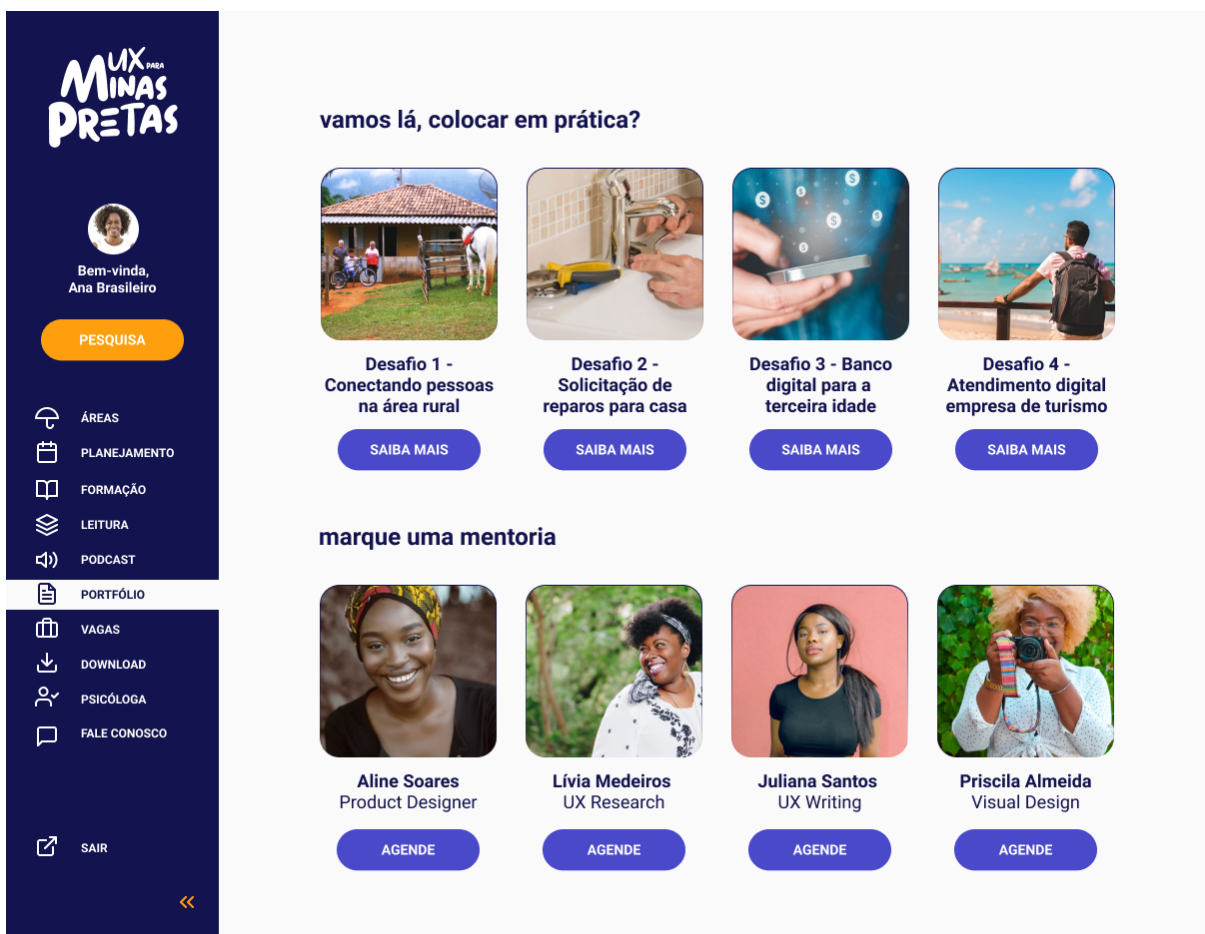 UX PARA
MINAS
PRETAS
Bem-vinda,
Ana Brasileiro
PESQUISA
ÁREAS
PLANEJAMENTO
FORMAÇÃO
LEITURA
PODCAST
PORTFÓLIO
VAGAS
DOWNLOAD
PSICÓLOGA
FALE CONOSCO
SAIR
vamos lá, colocar em prática?
Desafio 1 -
Conectando pessoas
na área rural
SAIBA MAIS
Desafio 2 -
Solicitação de
reparos para casa
SAIBA MAIS
Desafio 3 - Banco
digital para a
terceira idade
SAIBA MAIS
Desafio 4 -
Atendimento digital
empresa de turismo
SAIBA MAIS
marque uma mentoria
Aline Soares
Product Designer
AGENDE
Lívia Medeiros
UX Research
AGENDE
Juliana Santos
UX Writing
AGENDE
Priscila Almeida
Visual Design
AGENDE